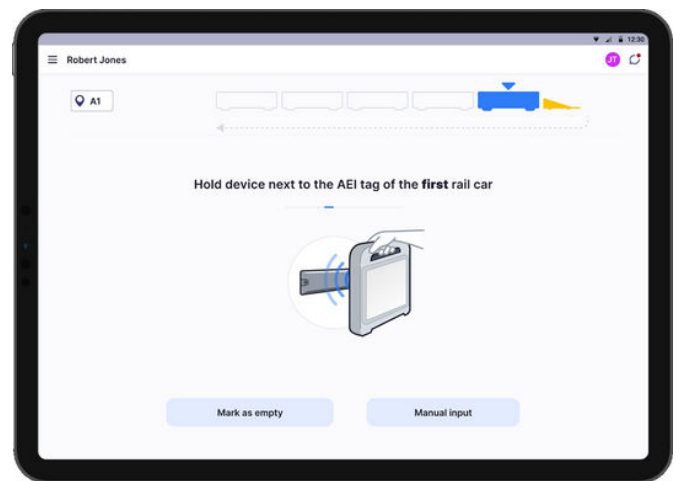 12:30
Robert Jones
JT
A1
Hold device next to the AEI tag of the first rail car
Mark as empty
Manual input